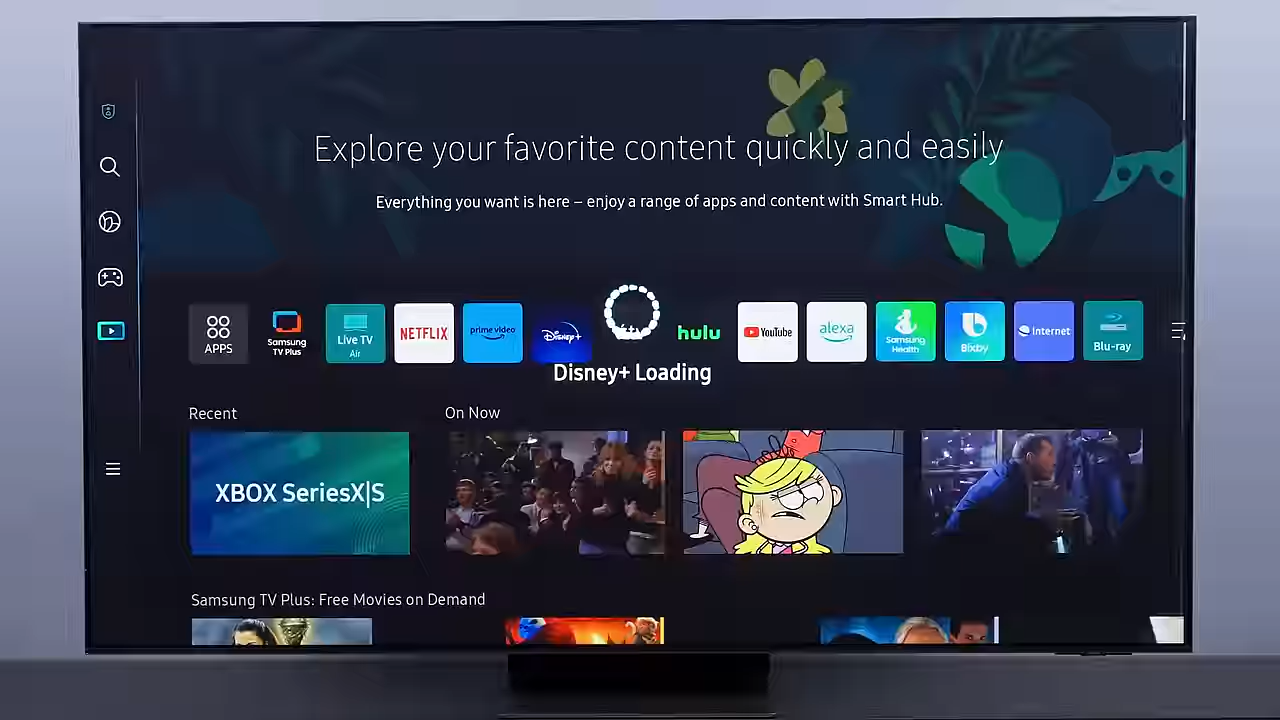 Explore your favorite content quickly and easily
Everything you want is here – enjoy a range of apps and content with Smart Hub.
APPS
Samsung
TV Plus
Live TV
Air
NETFLIX
prime video
Disney+
hulu
YouTube
alexa
Samsung
Health
Bixby
Internet
Blu-ray
Disney+ Loading
Recent
On Now
XBOX SeriesX|S
Samsung TV Plus: Free Movies on Demand